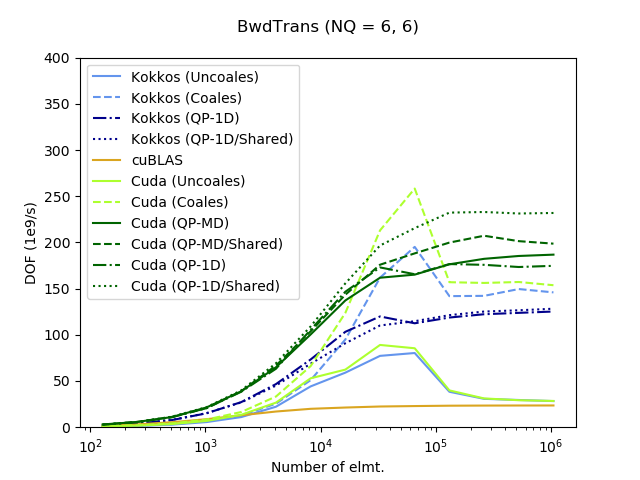 BwdTrans (NQ = 6, 6)
400
350
300
250
200
150
100
50
0
DOF (1e9/s)
Kokkos (Uncoales)
Kokkos (Coales)
Kokkos (QP-1D)
Kokkos (QP-1D/Shared)
cuBLAS
Cuda (Uncoales)
Cuda (Coales)
Cuda (QP-MD)
Cuda (QP-MD/Shared)
Cuda (QP-1D)
Cuda (QP-1D/Shared)
10² 10³ 10⁴ 10⁵ 10⁶
Number of elmt.